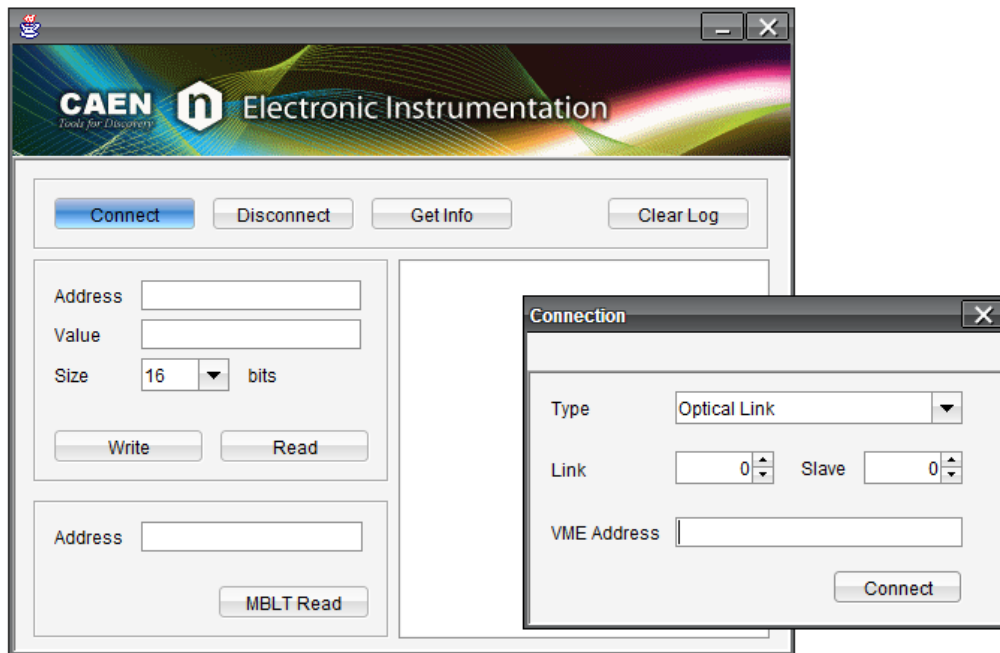 CAEN
Tools for Discovery
n Electronic Instrumentation
Connect Disconnect Get Info Clear Log
Address
Value
Size 16 bits
Write Read
Address
MBLT Read
Connection
Type Optical Link
Link 0 Slave 0
VME Address
Connect